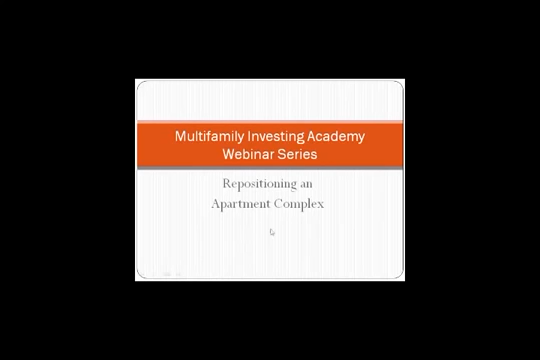 Multifamily Investing Academy
Webinar Series
Repositioning an
Apartment Complex